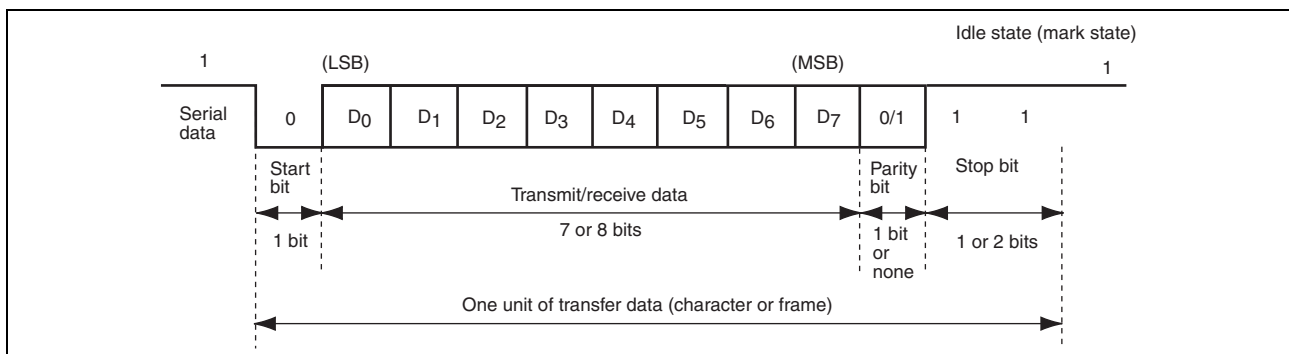 Idle state (mark state)
1 (LSB) (MSB) 1
Serial data 0 D0 D1 D2 D3 D4 D5 D6 D7 0/1 1 1
Start bit
Transmit/receive data
Parity bit
Stop bit
1 bit
7 or 8 bits
1 bit or none
1 or 2 bits
One unit of transfer data (character or frame)